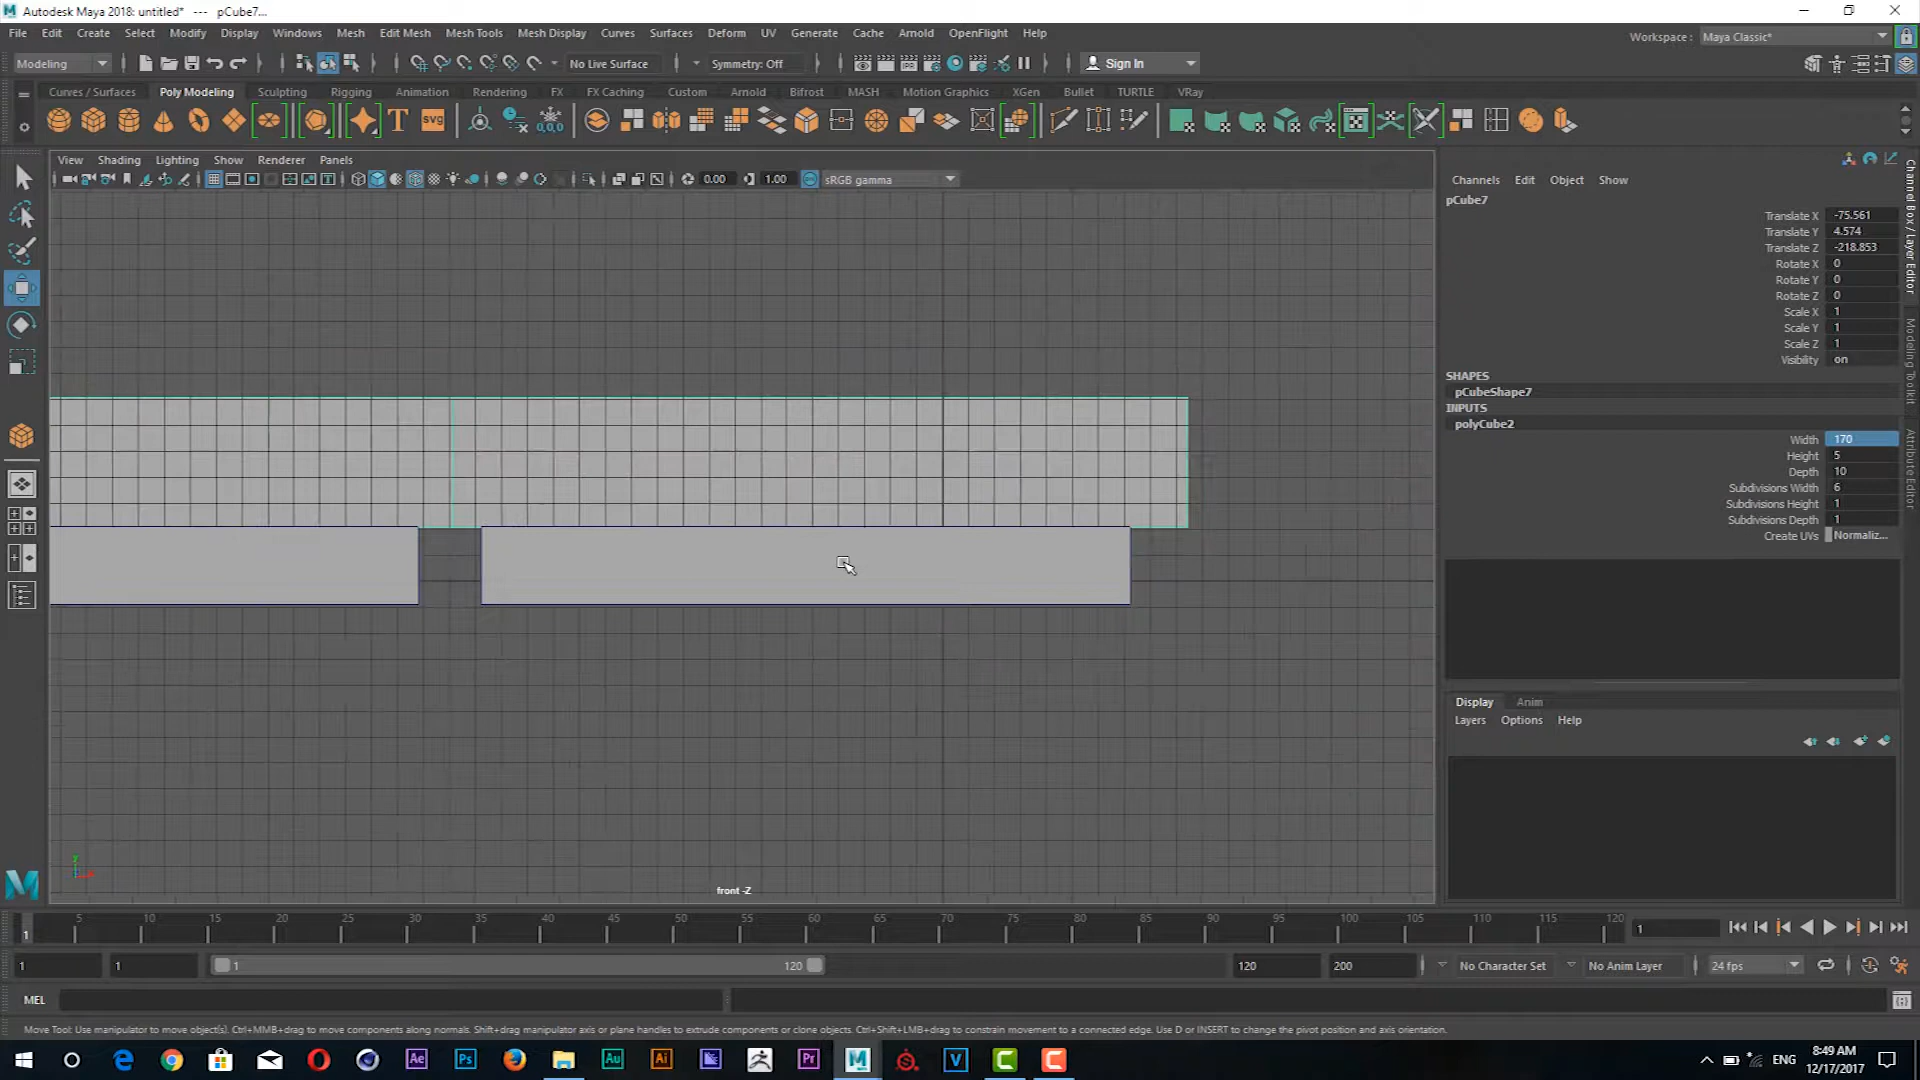 Autodesk Maya 2018: untitled*   ---   pCube7...
File Edit Create Select Modify Display Windows Mesh Edit Mesh Mesh Tools Mesh Display Curves Surfaces Deform UV Generate Cache Arnold OpenFlight Help
Workspace : Maya Classic*
Modeling No Live Surface Symmetry: Off Sign In
Curves / Surfaces Poly Modeling Sculpting Rigging Animation Rendering FX FX Caching Custom Arnold Bifrost MASH Motion Graphics XGen Bullet TURTLE VRay
View Shading Lighting Show Renderer Panels
0.00 1.00 sRGB gamma
Channels Edit Object Show
pCube7
Translate X -75.561
Translate Y 4.574
Translate Z -218.853
Rotate X 0
Rotate Y 0
Rotate Z 0
Scale X 1
Scale Y 1
Scale Z 1
Visibility on
SHAPES
pCubeShape7
INPUTS
polyCube2
Width 170
Height 5
Depth 10
Subdivisions Width 6
Subdivisions Height 1
Subdivisions Depth 1
Create UVs Normaliz...
Channel Box / Layer Editor
Modeling Toolkit
Attribute Editor
Display Anim
Layers Options Help
front -Z
5 10 15 20 25 30 35 40 45 50 55 60 65 70 75 80 85 90 95 100 105 110 115 120
1 1
1 1 1 120 120 200 No Character Set No Anim Layer 24 fps
MEL
Move Tool: Use manipulator to move object(s). Ctrl+MMB+drag to move components along normals. Shift+drag manipulator axis or plane handles to extrude components or clone objects. Ctrl+Shift+LMB+drag to constrain movement to a connected edge. Use D or INSERT to change the pivot position and axis orientation.
ENG
8:49 AM
12/17/2017